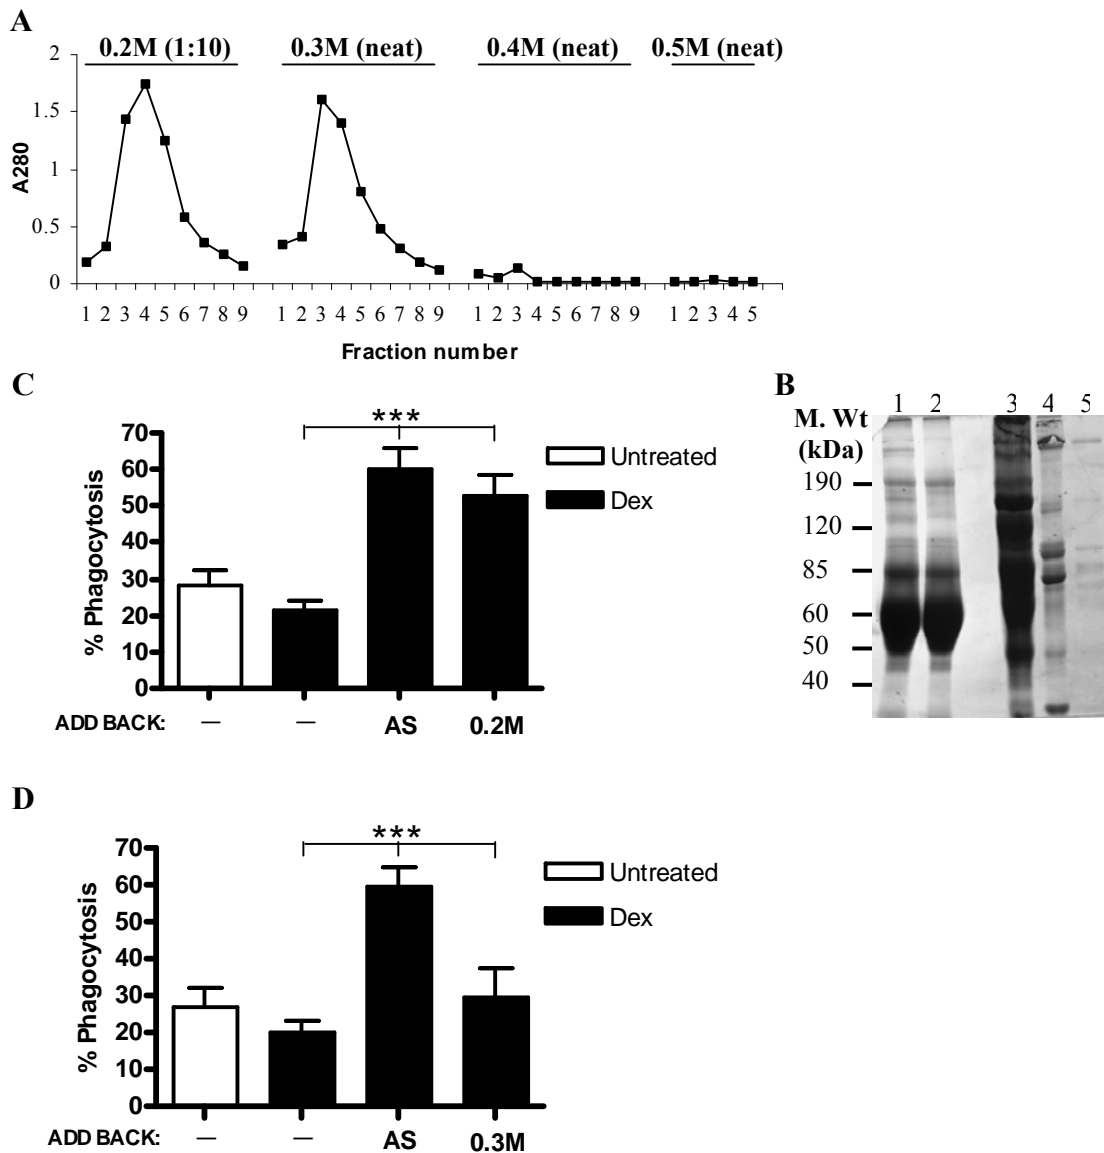 A
0.2M (1:10) 0.3M (neat) 0.4M (neat) 0.5M (neat)
2
1.5
1
0.5
0
A280
1 2 3 4 5 6 7 8 9 1 2 3 4 5 6 7 8 9 1 2 3 4 5 6 7 8 9 1 2 3 4 5
Fraction number
C
***
70
60
50
40
30
20
10
0
% Phagocytosis
Untreated
Dex
ADD BACK: — — AS 0.2M
B
1 2 3 4 5
M. Wt
(kDa)
190
120
85
60
50
40
D
***
70
60
50
40
30
20
10
0
% Phagocytosis
Untreated
Dex
ADD BACK: — — AS 0.3M